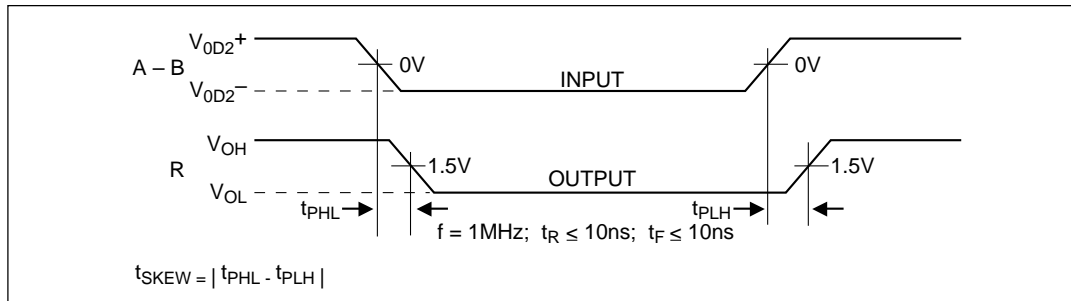 V0D2+
A – B
0V
0V
INPUT
V0D2–
VOH
R
1.5V
1.5V
OUTPUT
VOL
tPHL
tPLH
f = 1MHz; tR ≤ 10ns; tF ≤ 10ns
tSKEW = | tPHL - tPLH |